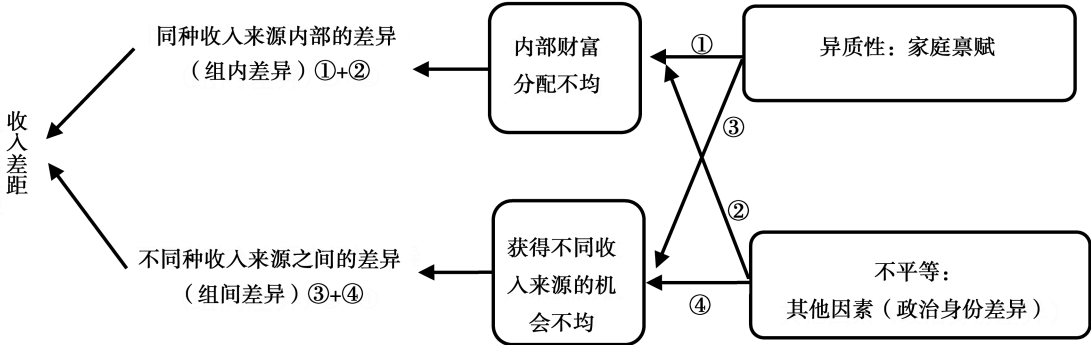 同种收入来源内部的差异
（组内差异）①+②
内部财富
分配不均
①
异质性：家庭禀赋
③
收入差距
②
不同种收入来源之间的差异
（组间差异）③+④
获得不同收
入来源的机
会不均
④
不平等：
其他因素（政治身份差异）